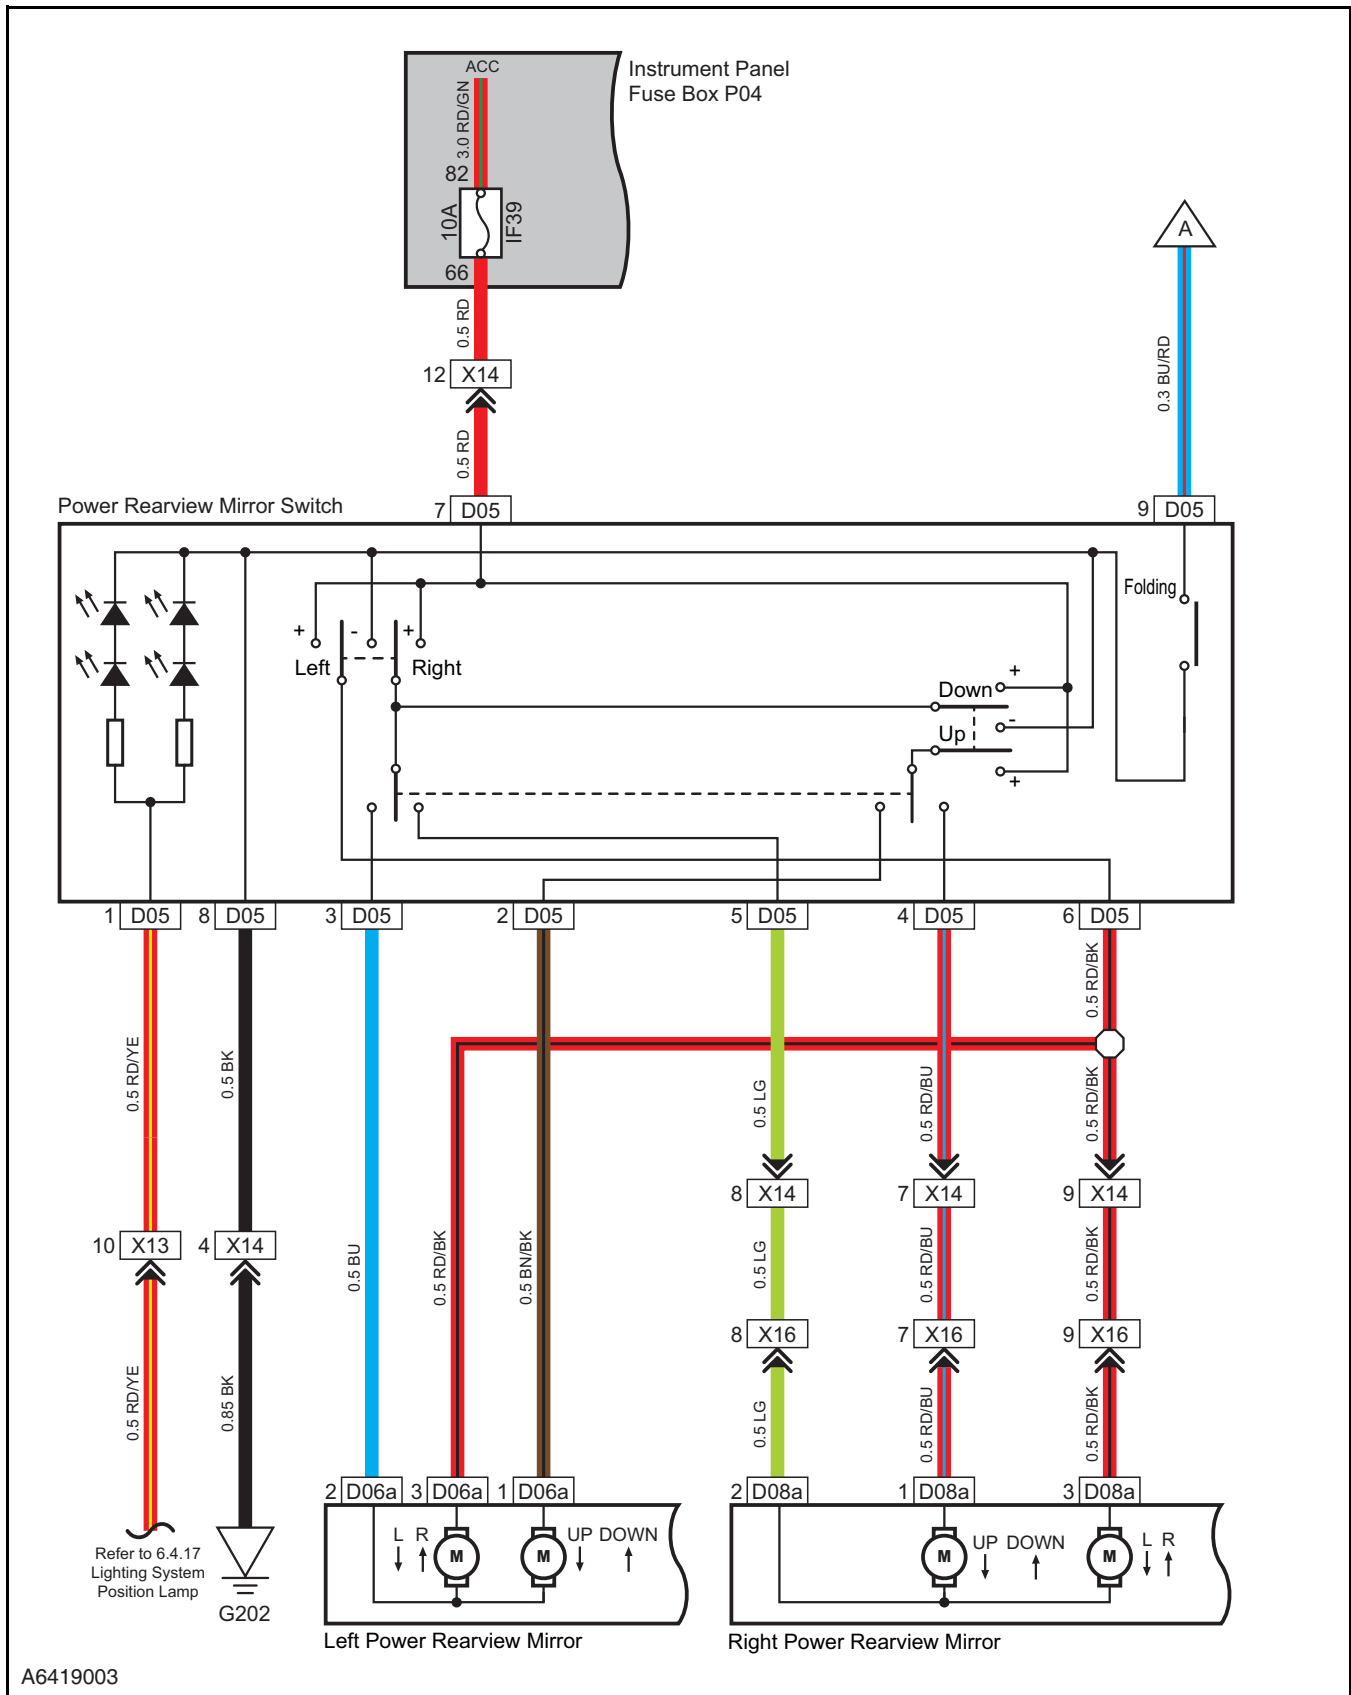 ACC
Instrument Panel
Fuse Box P04
3.0 RD/GN
82
10A
IF39
66
A
0.5 RD
0.3 BU/RD
12 X14
0.5 RD
Power Rearview Mirror Switch
7 D05
9 D05
Folding
+ - +
Left Right
Down +
-
Up
+
1 D05 8 D05 3 D05 2 D05 5 D05 4 D05 6 D05
0.5 RD/BK
0.5 RD/YE 0.5 BK 0.5 LG 0.5 RD/BU 0.5 RD/BK
8 X14 7 X14 9 X14
10 X13 4 X14
0.5 BU 0.5 RD/BK 0.5 BN/BK 0.5 LG 0.5 RD/BU 0.5 RD/BK
8 X16 7 X16 9 X16
0.5 RD/YE 0.85 BK 0.5 LG 0.5 RD/BU 0.5 RD/BK
2 D06a 3 D06a 1 D06a 2 D08a 1 D08a 3 D08a
L R M M UP DOWN M UP DOWN M L R
Refer to 6.4.17
Lighting System
Position Lamp
G202
Left Power Rearview Mirror Right Power Rearview Mirror
A6419003